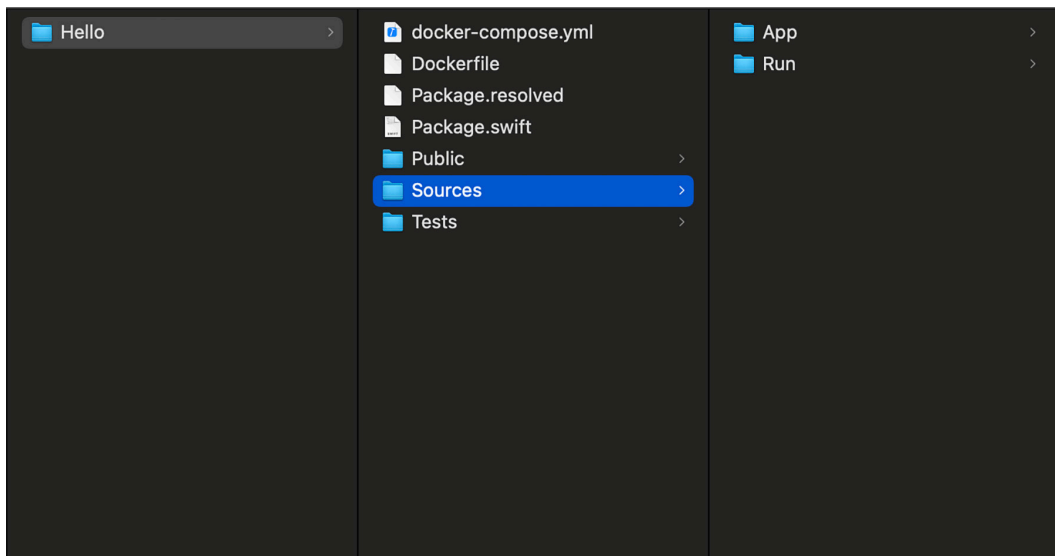 Hello
docker-compose.yml
Dockerfile
Package.resolved
Package.swift
Public
Sources
Tests
App
Run